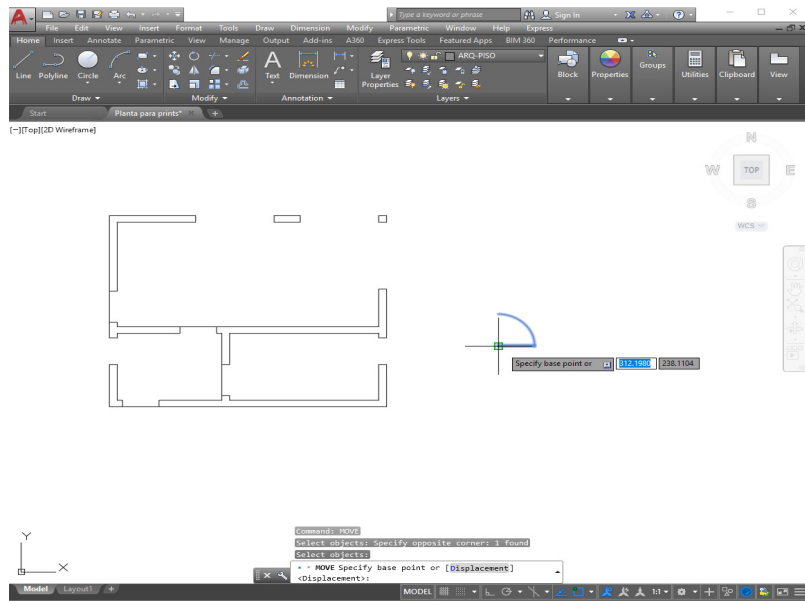 Type a keyword or phrase Sign In
File Edit View Insert Format Tools Draw Dimension Modify Parametric Window Help Express
Home Insert Annotate Parametric View Manage Output Add-ins A360 Express Tools Featured Apps BIM 360 Performance
ARQ-PISO
Line Polyline Circle Arc Text Dimension Layer Properties Block Properties Groups Utilities Clipboard View
Draw Modify Annotation Layers
Start Planta para prints* +
[−][Top][2D Wireframe]
N
W TOP E
S
WCS
Specify base point or 312.1980 238.1104
Y
X
Command: MOVE
Select objects: Specify opposite corner: 1 found
Select objects:
MOVE Specify base point or [Displacement]
<Displacement>:
Model Layout1 + MODEL 1:1